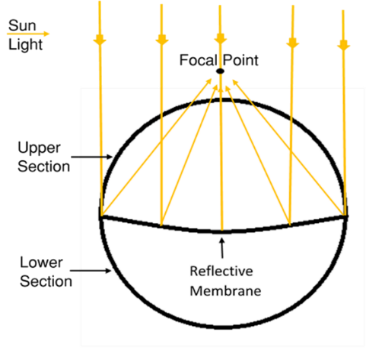 Sun
Light
Focal Point
Upper
Section
Lower
Section
Reflective
Membrane